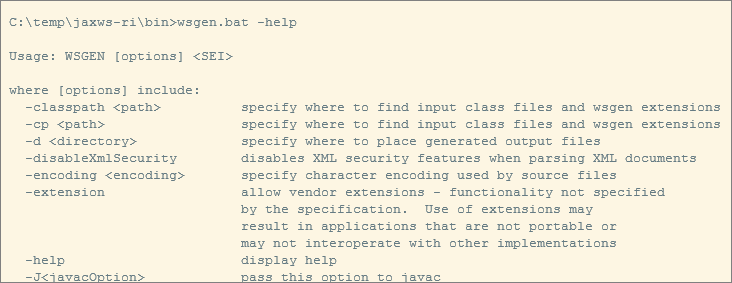 C:\temp\jaxws-ri\bin>wsgen.bat -help
Usage: WSGEN [options] <SEI>
where [options] include:
-classpath <path> specify where to find input class files and wsgen extensions
-cp <path> specify where to find input class files and wsgen extensions
-d <directory> specify where to place generated output files
-disableXmlSecurity disables XML security features when parsing XML documents
-encoding <encoding> specify character encoding used by source files
-extension allow vendor extensions - functionality not specified
by the specification. Use of extensions may
result in applications that are not portable or
may not interoperate with other implementations
-help display help
-J<javacOption> pass this option to javac